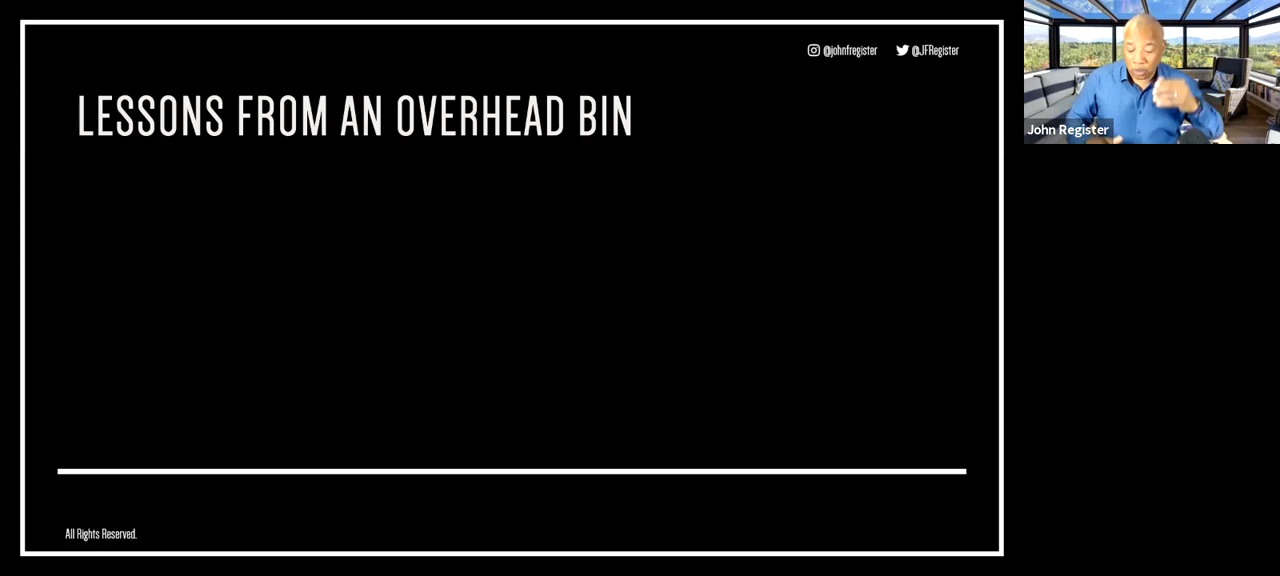 @johnfregister @JFRegister
LESSONS FROM AN OVERHEAD BIN
John Register
All Rights Reserved.